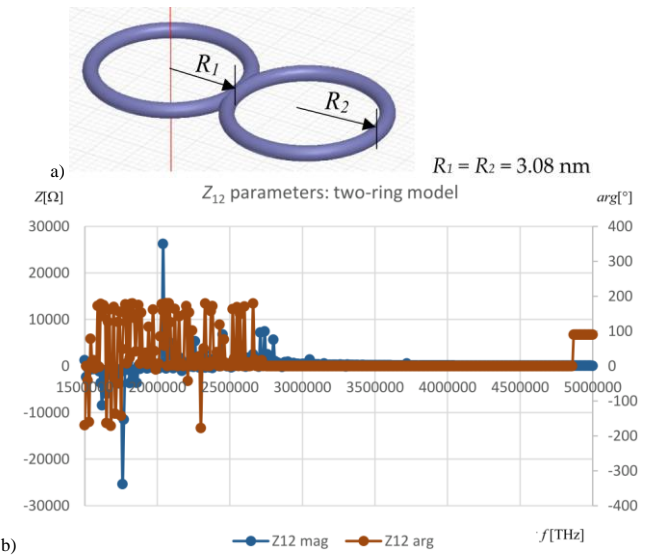 R1
R2
a)
R1 = R2 = 3.08 nm
Z[Ω]
Z12 parameters: two-ring model
arg[°]
30000
20000
10000
0
-10000
-20000
-30000
400
300
200
100
0
-100
-200
-300
-400
1500000 2000000 2500000 3000000 3500000 4000000 4500000 5000000
b)
Z12 mag
Z12 arg
f[THz]